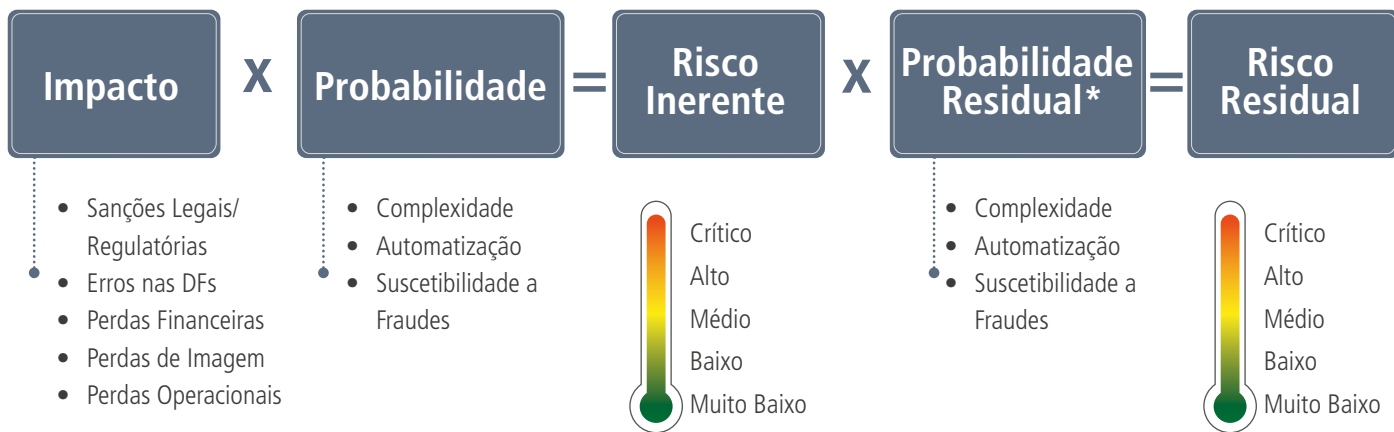 Impacto
X
Probabilidade
=
Risco
Inerente
X
Probabilidade
Residual*
=
Risco
Residual
• Sanções Legais/
Regulatórias
• Erros nas DFs
• Perdas Financeiras
• Perdas de Imagem
• Perdas Operacionais
• Complexidade
• Automatização
• Suscetibilidade a
Fraudes
Crítico
Alto
Médio
Baixo
Muito Baixo
• Complexidade
• Automatização
• Suscetibilidade a
Fraudes
Crítico
Alto
Médio
Baixo
Muito Baixo